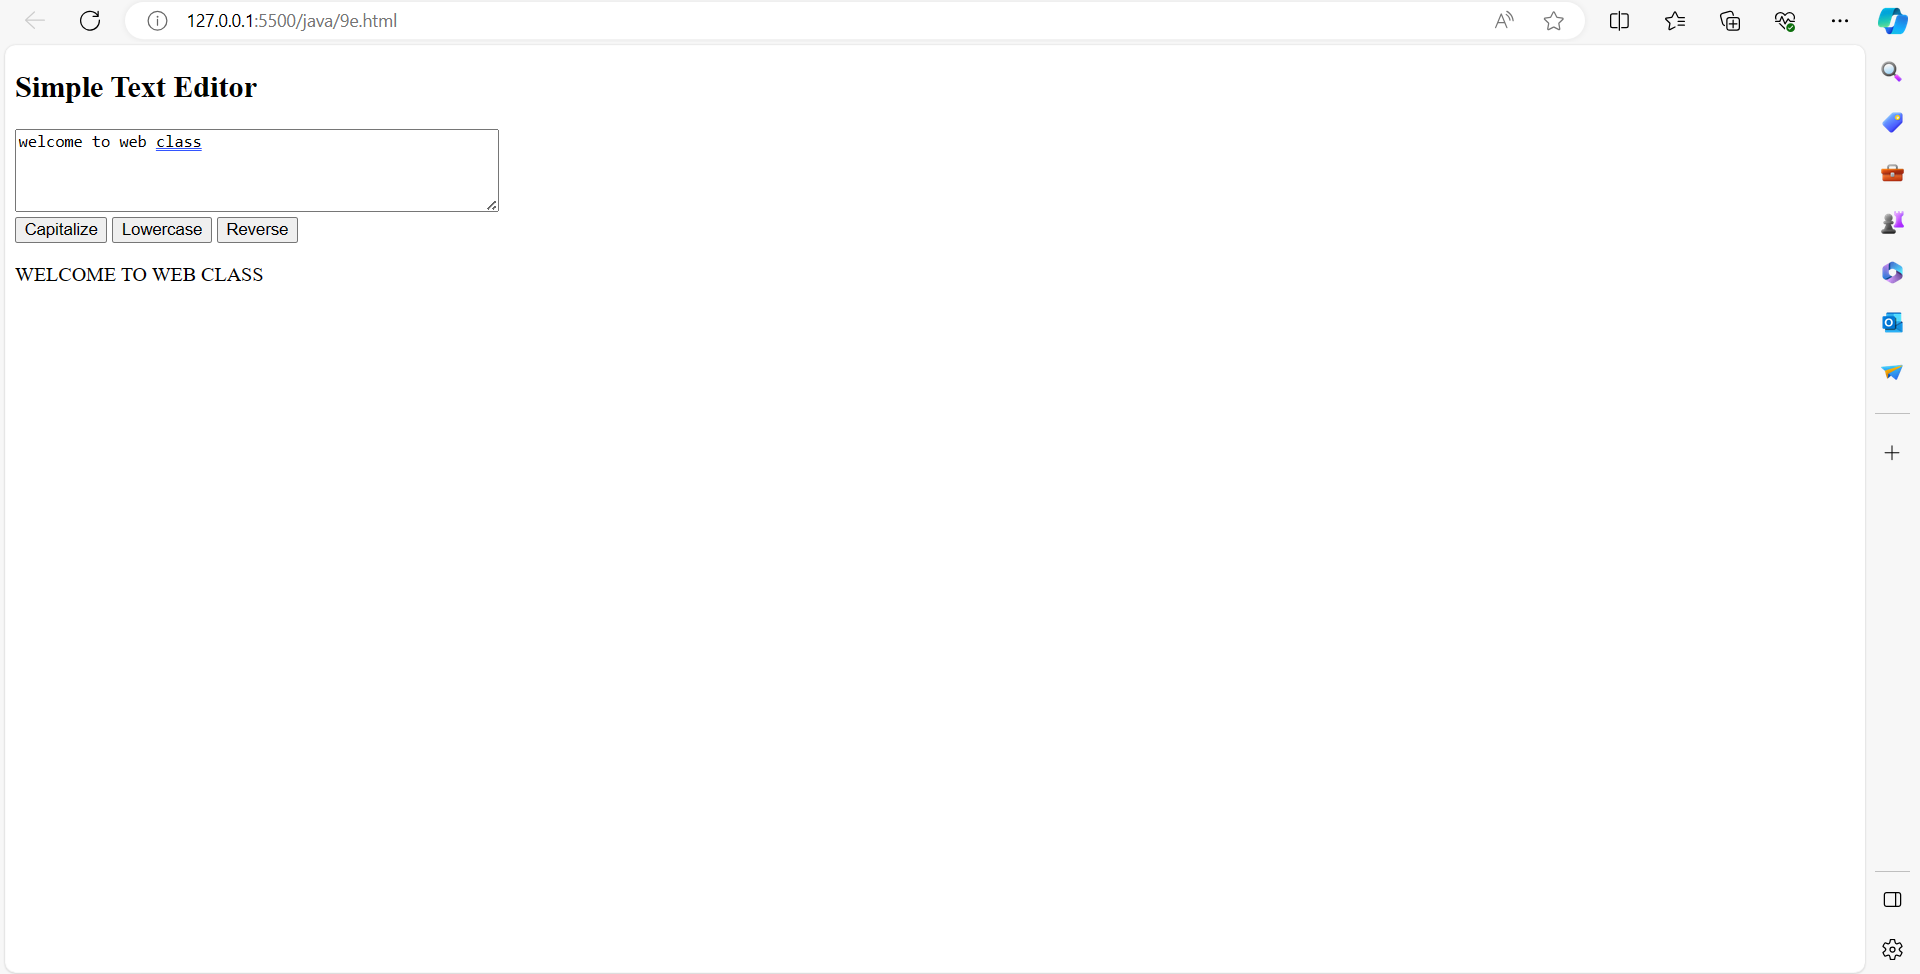 127.0.0.1:5500/java/9e.html
Simple Text Editor
welcome to web class
Capitalize Lowercase Reverse
WELCOME TO WEB CLASS